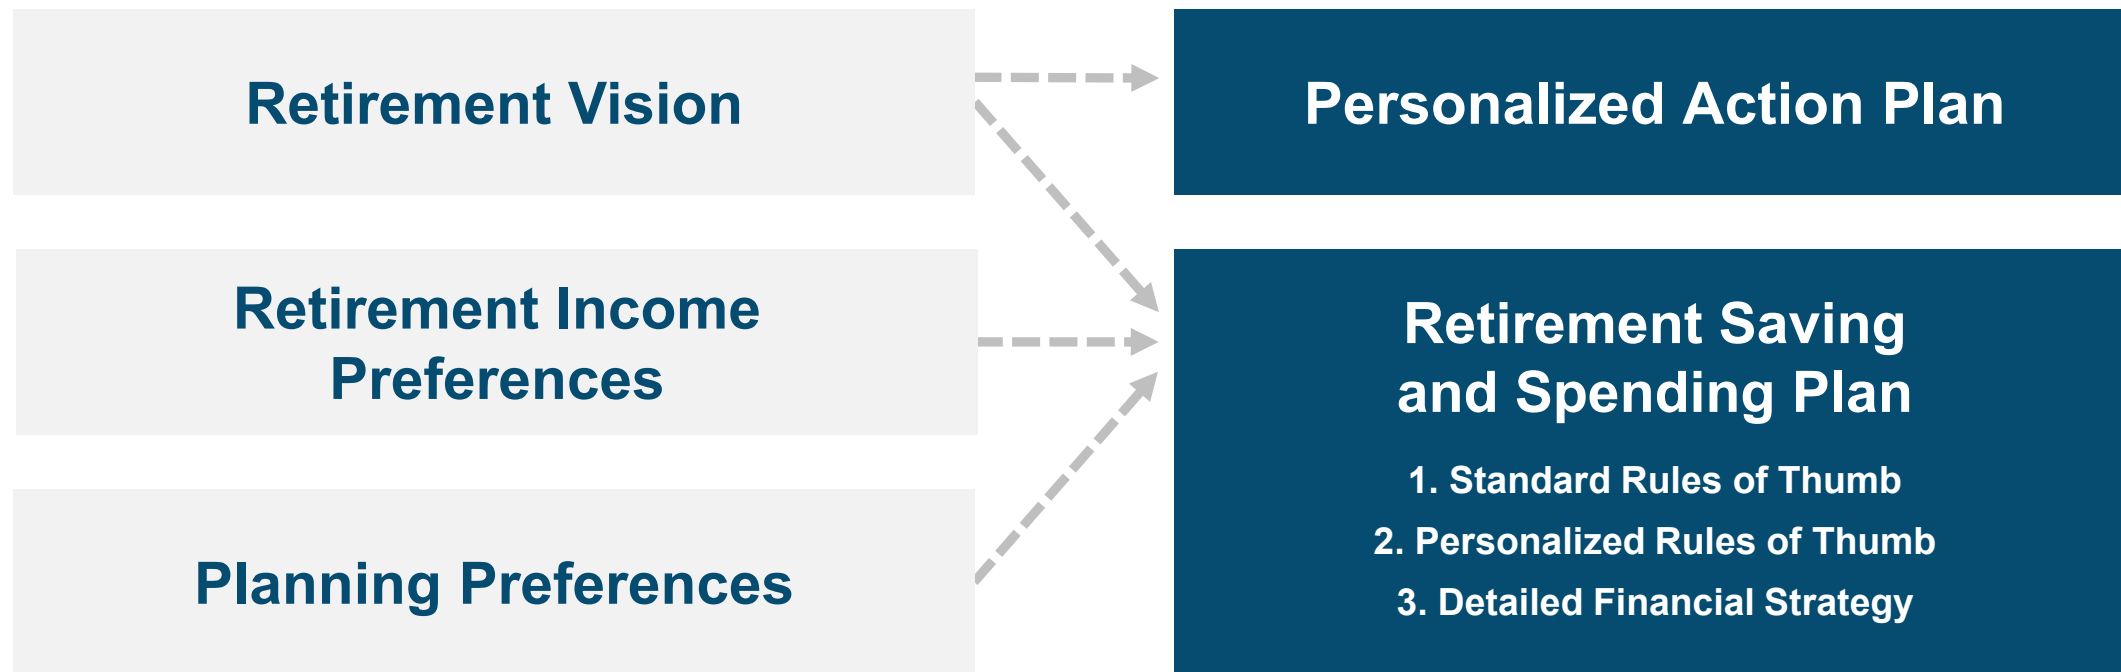 Retirement Vision
Personalized Action Plan
Retirement Income
Preferences
Retirement Saving
and Spending Plan
1. Standard Rules of Thumb
2. Personalized Rules of Thumb
3. Detailed Financial Strategy
Planning Preferences